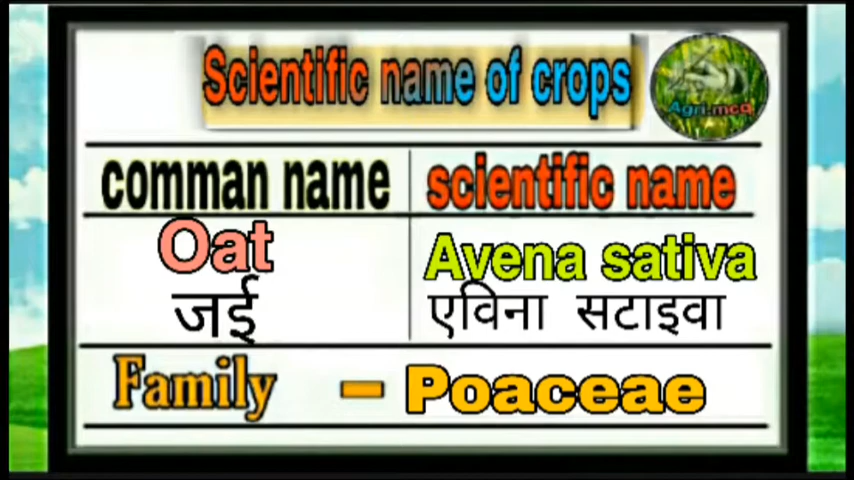 Scientific name of crops
Agri.mcq
comman name scientific name
Oat Avena sativa
जई एविना सटाइवा
Family – Poaceae